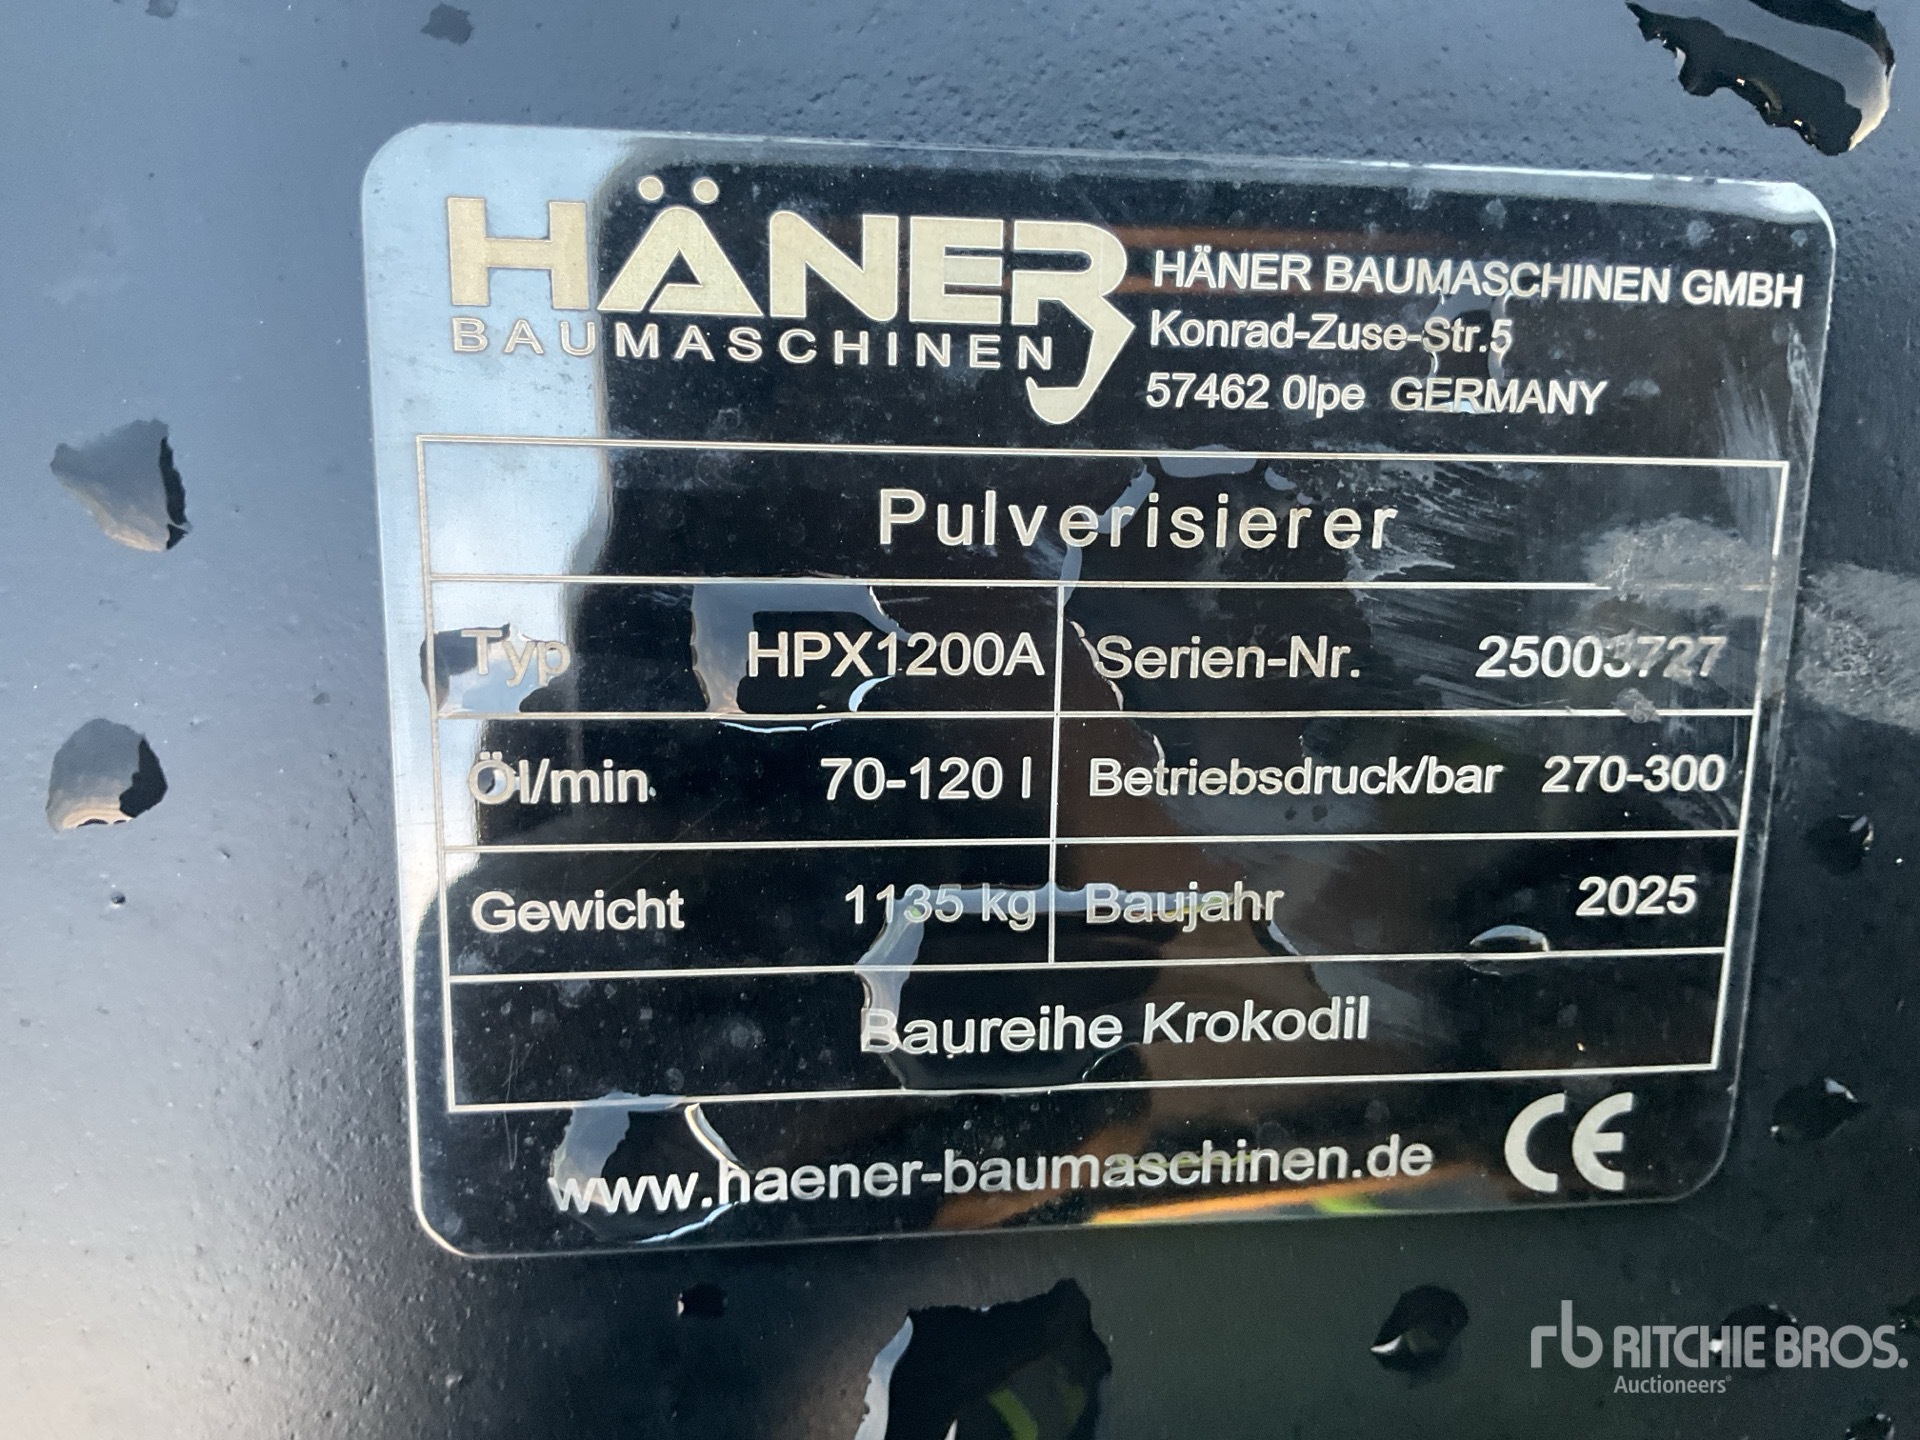 HÄNER
BAUMASCHINEN
HÄNER BAUMASCHINEN GMBH
Konrad-Zuse-Str.5
57462 0lpe GERMANY
Pulverisierer
Typ HPX1200A Serien-Nr. 25003727
Öl/min. 70-120 l Betriebsdruck/bar 270-300
Gewicht 1135 kg Baujahr 2025
Baureihe Krokodil
www.haener-baumaschinen.de CE
rb RITCHIE BROS.
Auctioneers